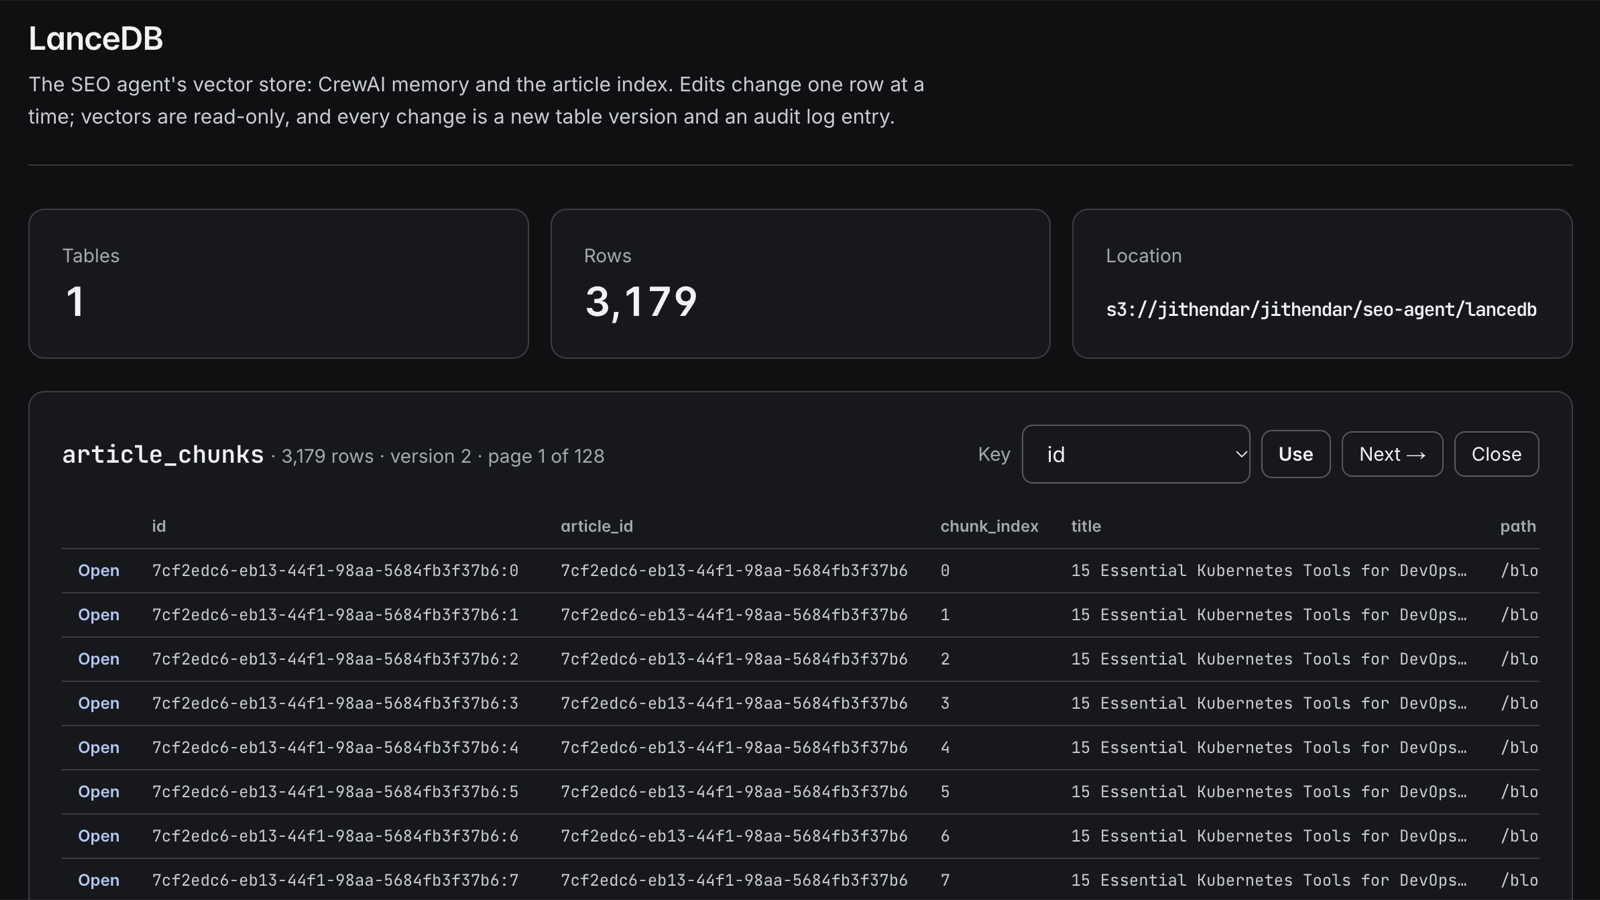 LanceDB
The SEO agent's vector store: CrewAI memory and the article index. Edits change one row at a
time; vectors are read-only, and every change is a new table version and an audit log entry.
Tables
1
Rows
3,179
Location
s3://jithendar/jithendar/seo-agent/lancedb
article_chunks · 3,179 rows · version 2 · page 1 of 128 Key id Use Next → Close
id article_id chunk_index title path
Open 7cf2edc6-eb13-44f1-98aa-5684fb3f37b6:0 7cf2edc6-eb13-44f1-98aa-5684fb3f37b6 0 15 Essential Kubernetes Tools for DevOps… /blo
Open 7cf2edc6-eb13-44f1-98aa-5684fb3f37b6:1 7cf2edc6-eb13-44f1-98aa-5684fb3f37b6 1 15 Essential Kubernetes Tools for DevOps… /blo
Open 7cf2edc6-eb13-44f1-98aa-5684fb3f37b6:2 7cf2edc6-eb13-44f1-98aa-5684fb3f37b6 2 15 Essential Kubernetes Tools for DevOps… /blo
Open 7cf2edc6-eb13-44f1-98aa-5684fb3f37b6:3 7cf2edc6-eb13-44f1-98aa-5684fb3f37b6 3 15 Essential Kubernetes Tools for DevOps… /blo
Open 7cf2edc6-eb13-44f1-98aa-5684fb3f37b6:4 7cf2edc6-eb13-44f1-98aa-5684fb3f37b6 4 15 Essential Kubernetes Tools for DevOps… /blo
Open 7cf2edc6-eb13-44f1-98aa-5684fb3f37b6:5 7cf2edc6-eb13-44f1-98aa-5684fb3f37b6 5 15 Essential Kubernetes Tools for DevOps… /blo
Open 7cf2edc6-eb13-44f1-98aa-5684fb3f37b6:6 7cf2edc6-eb13-44f1-98aa-5684fb3f37b6 6 15 Essential Kubernetes Tools for DevOps… /blo
Open 7cf2edc6-eb13-44f1-98aa-5684fb3f37b6:7 7cf2edc6-eb13-44f1-98aa-5684fb3f37b6 7 15 Essential Kubernetes Tools for DevOps… /blo